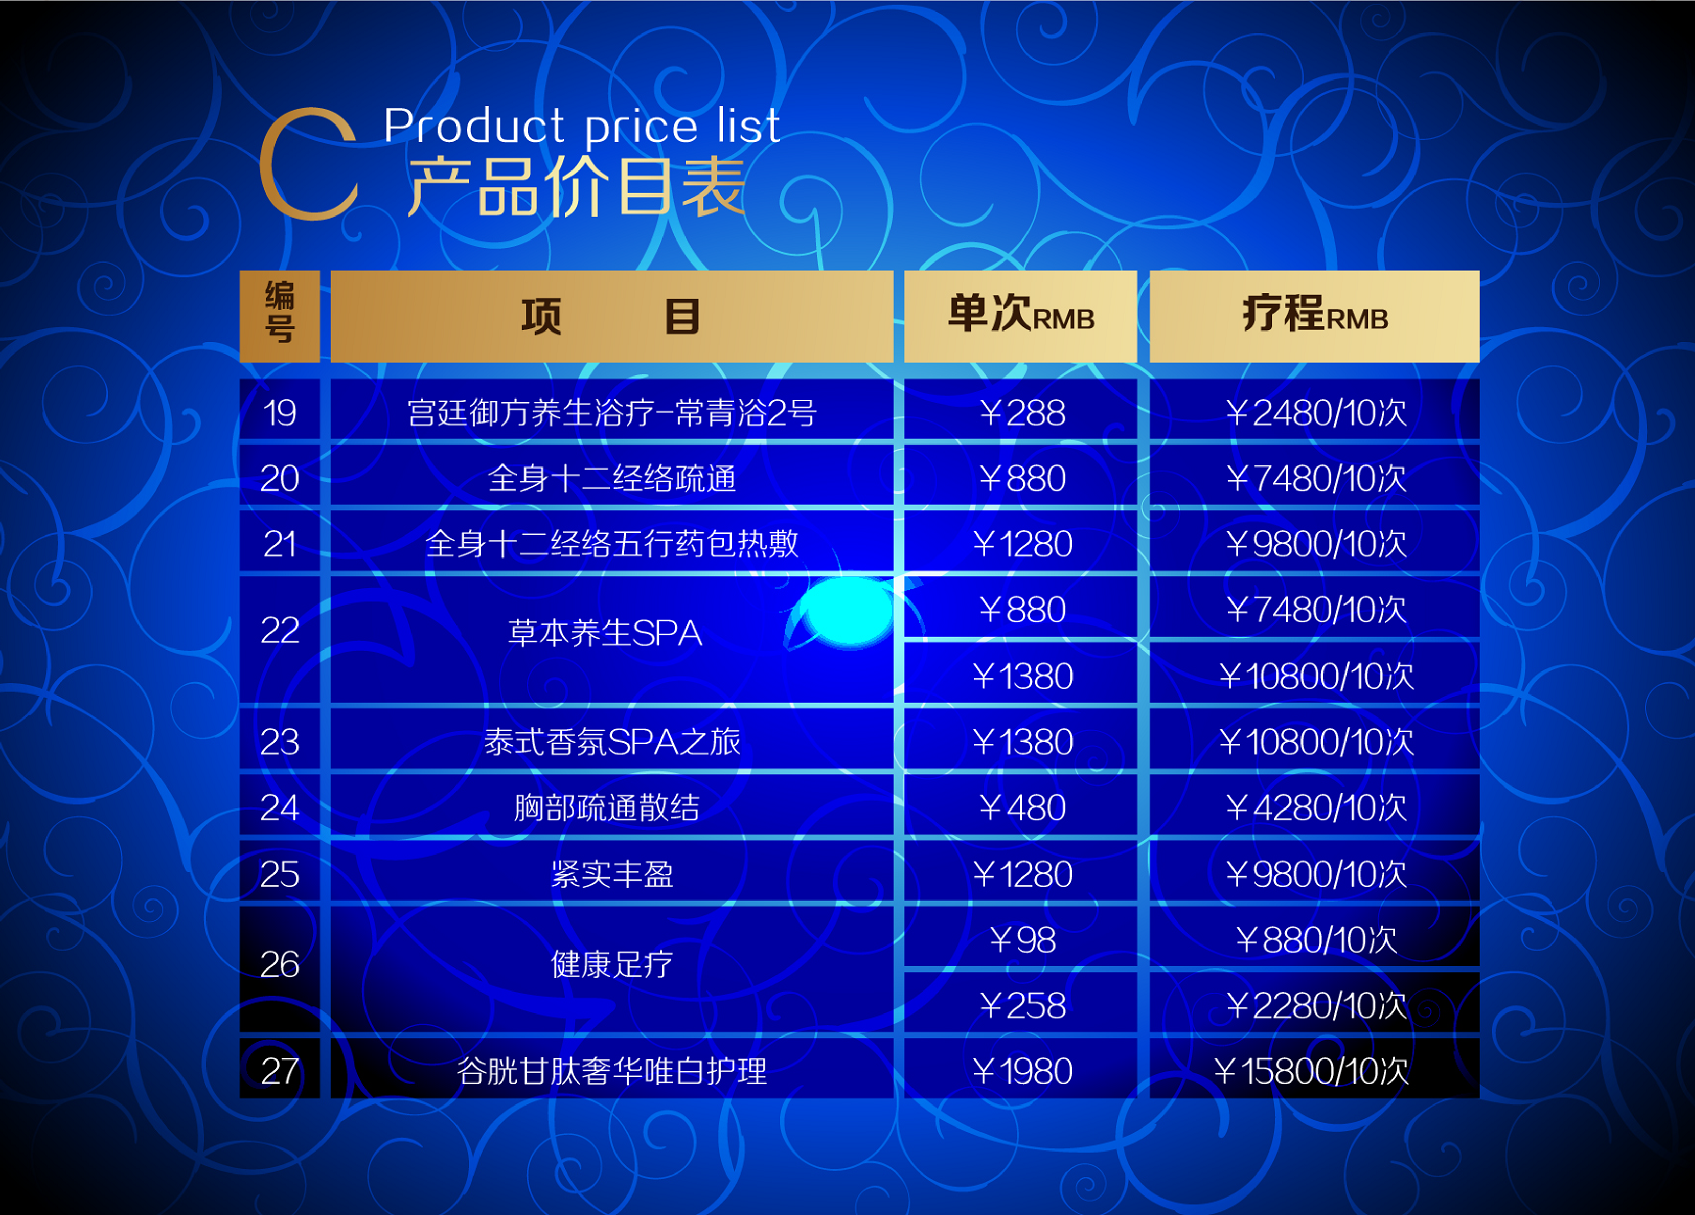 C
Product price list
产品价目表
编号 项 目 单次RMB 疗程RMB
19 宫廷御方养生浴疗-常青浴2号 ￥288 ￥2480/10次
20 全身十二经络疏通 ￥880 ￥7480/10次
21 全身十二经络五行药包热敷 ￥1280 ￥9800/10次
22 草本养生SPA ￥880 ￥7480/10次
￥1380 ￥10800/10次
23 泰式香氛SPA之旅 ￥1380 ￥10800/10次
24 胸部疏通散结 ￥480 ￥4280/10次
25 紧实丰盈 ￥1280 ￥9800/10次
26 健康足疗 ￥98 ￥880/10次
￥258 ￥2280/10次
27 谷胱甘肽奢华唯白护理 ￥1980 ￥15800/10次